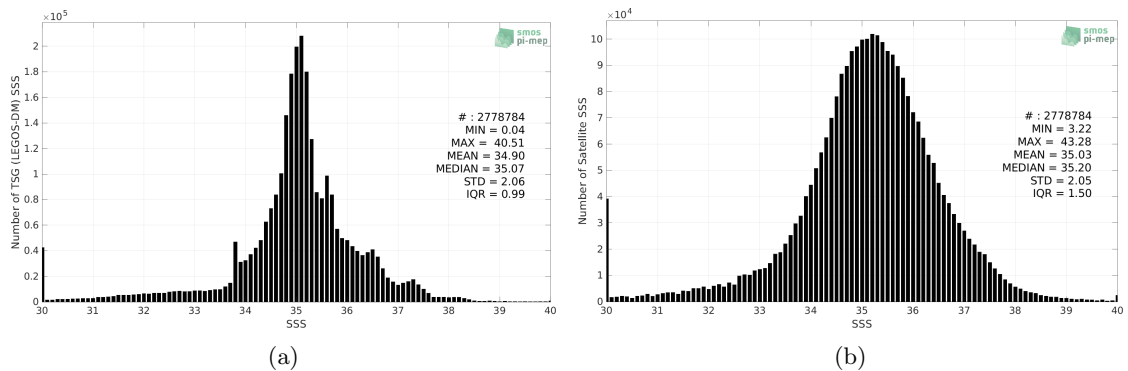 ×10⁵
smos
pi-mep
Number of TSG (LEGOS-DM) SSS
2
1.8
1.6
1.4
1.2
1
0.8
0.6
0.4
0.2
0
# : 2778784
MIN = 0.04
MAX = 40.51
MEAN = 34.90
MEDIAN = 35.07
STD = 2.06
IQR = 0.99
30 31 32 33 34 35 36 37 38 39 40
SSS
(a)
×10⁴
smos
pi-mep
Number of Satellite SSS
10
9
8
7
6
5
4
3
2
1
0
# : 2778784
MIN = 3.22
MAX = 43.28
MEAN = 35.03
MEDIAN = 35.20
STD = 2.05
IQR = 1.50
30 31 32 33 34 35 36 37 38 39 40
SSS
(b)